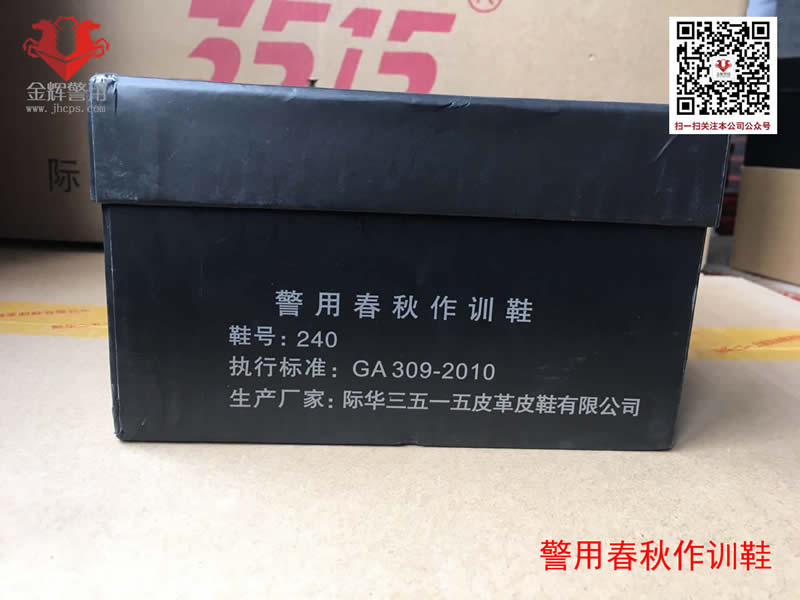 3515
®
金辉警用
www.jhcps.com
扫一扫关注本公司公众号
际
警用春秋作训鞋
鞋号：240
执行标准：GA 309-2010
生产厂家：际华三五一五皮革皮鞋有限公司
警用春秋作训鞋